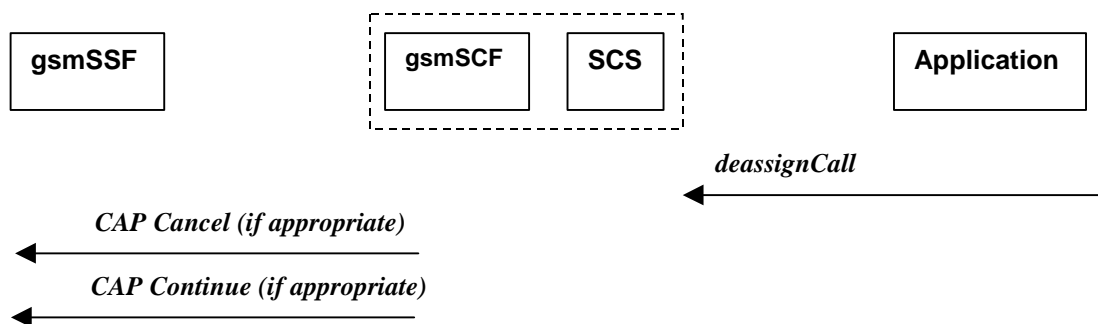 gsmSSF
gsmSCF
SCS
Application
deassignCall
CAP Cancel (if appropriate)
CAP Continue (if appropriate)